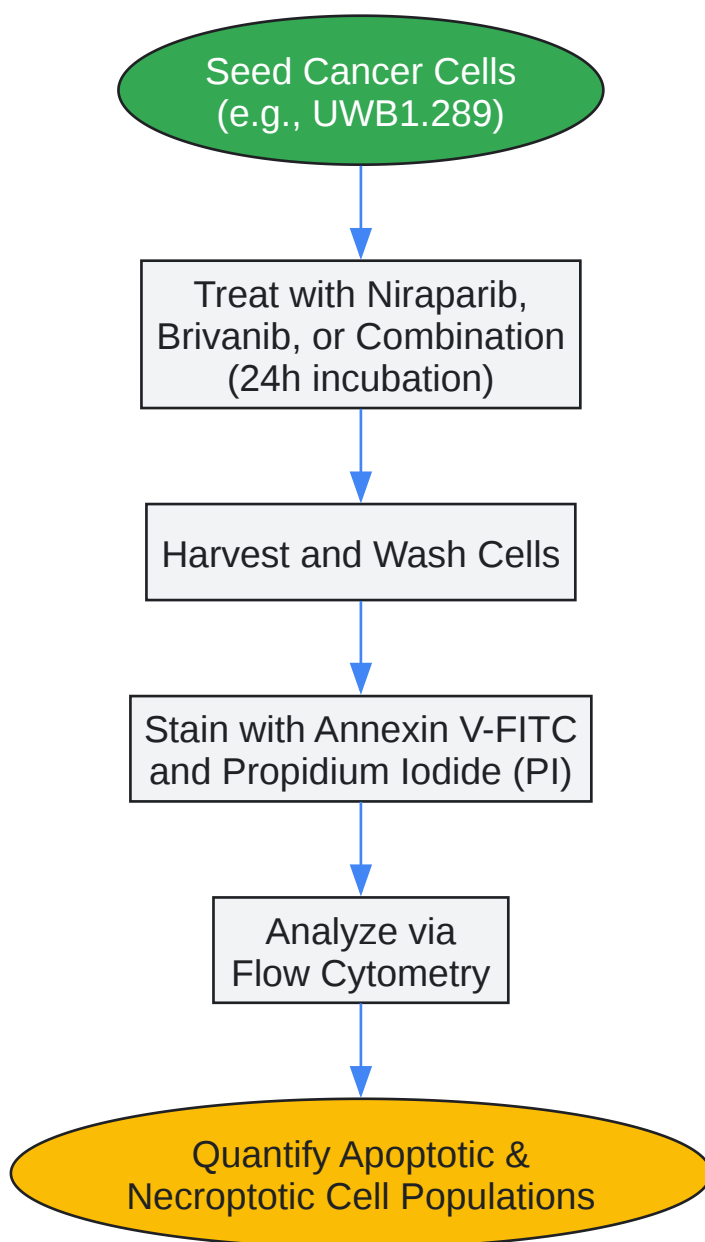 Seed Cancer Cells
(e.g., UWB1.289)
Treat with Niraparib,
Brivanib, or Combination
(24h incubation)
Harvest and Wash Cells
Stain with Annexin V-FITC
and Propidium Iodide (PI)
Analyze via
Flow Cytometry
Quantify Apoptotic &
Necroptotic Cell Populations